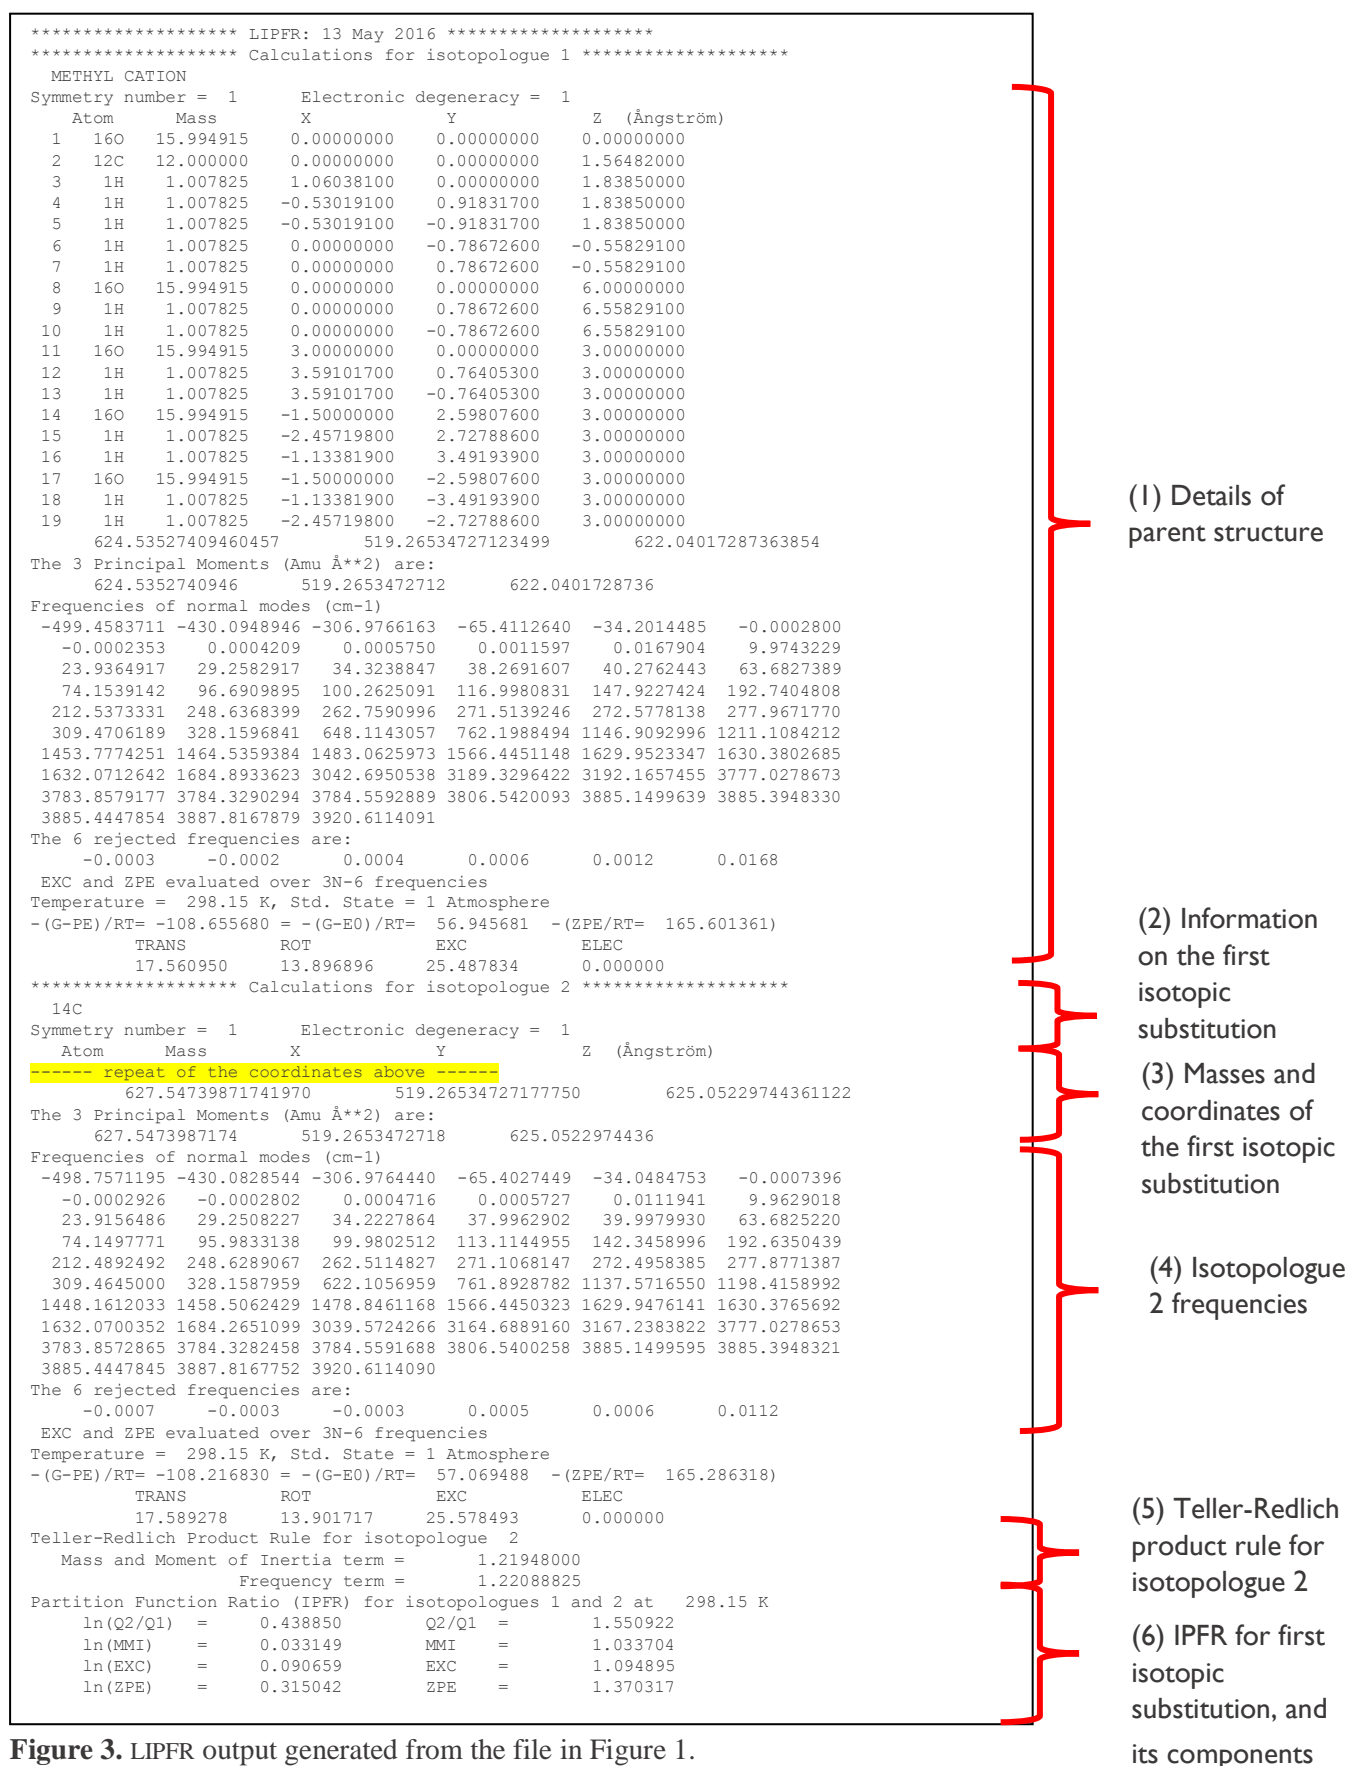 ******************** LIPFR: 13 May 2016 ********************
******************** Calculations for isotopologue 1 ********************
METHYL CATION
Symmetry number =  1      Electronic degeneracy =  1
Atom      Mass        X             Y             Z  (Ångström)
1   16O   15.994915    0.00000000    0.00000000    0.00000000
2   12C   12.000000    0.00000000    0.00000000    1.56482000
3    1H    1.007825    1.06038100    0.00000000    1.83850000
4    1H    1.007825   -0.53019100    0.91831700    1.83850000
5    1H    1.007825   -0.53019100   -0.91831700    1.83850000
6    1H    1.007825    0.00000000   -0.78672600   -0.55829100
7    1H    1.007825    0.00000000    0.78672600   -0.55829100
8   16O   15.994915    0.00000000    0.00000000    6.00000000
9    1H    1.007825    0.00000000    0.78672600    6.55829100
10    1H    1.007825    0.00000000   -0.78672600    6.55829100
11   16O   15.994915    3.00000000    0.00000000    3.00000000
12    1H    1.007825    3.59101700    0.76405300    3.00000000
13    1H    1.007825    3.59101700   -0.76405300    3.00000000
14   16O   15.994915   -1.50000000    2.59807600    3.00000000
15    1H    1.007825   -2.45719800    2.72788600    3.00000000
16    1H    1.007825   -1.13381900    3.49193900    3.00000000
17   16O   15.994915   -1.50000000   -2.59807600    3.00000000
18    1H    1.007825   -1.13381900   -3.49193900    3.00000000
19    1H    1.007825   -2.45719800   -2.72788600    3.00000000
624.53527409460457        519.26534727123499         622.04017287363854
The 3 Principal Moments (Amu Å**2) are:
624.5352740946      519.2653472712      622.0401728736
Frequencies of normal modes (cm-1)
-499.4583711 -430.0948946 -306.9766163  -65.4112640  -34.2014485   -0.0002800
-0.0002353    0.0004209    0.0005750    0.0011597    0.0167904    9.9743229
23.9364917   29.2582917   34.3238847   38.2691607   40.2762443   63.6827389
74.1539142   96.6909895  100.2625091  116.9980831  147.9227424  192.7404808
212.5373331  248.6368399  262.7590996  271.5139246  272.5778138  277.9671770
309.4706189  328.1596841  648.1143057  762.1988494 1146.9092996 1211.1084212
1453.7774251 1464.5359384 1483.0625973 1566.4451148 1629.9523347 1630.3802685
1632.0712642 1684.8933623 3042.6950538 3189.3296422 3192.1657455 3777.0278673
3783.8579177 3784.3290294 3784.5592889 3806.5420093 3885.1499639 3885.3948330
3885.4447854 3887.8167879 3920.6114091
The 6 rejected frequencies are:
-0.0003     -0.0002      0.0004      0.0006      0.0012      0.0168
EXC and ZPE evaluated over 3N-6 frequencies
Temperature =  298.15 K, Std. State = 1 Atmosphere
-(G-PE)/RT= -108.655680 = -(G-E0)/RT=  56.945681  -(ZPE/RT=  165.601361)
TRANS         ROT            EXC           ELEC
17.560950     13.896896      25.487834      0.000000
******************** Calculations for isotopologue 2 ********************
14C
Symmetry number =  1      Electronic degeneracy =  1
Atom      Mass        X             Y             Z  (Ångström)
------ repeat of the coordinates above ------
627.54739871741970        519.26534727177750        625.05229744361122
The 3 Principal Moments (Amu Å**2) are:
627.5473987174      519.2653472718      625.0522974436
Frequencies of normal modes (cm-1)
-498.7571195 -430.0828544 -306.9764440  -65.4027449  -34.0484753   -0.0007396
-0.0002926   -0.0002802    0.0004716    0.0005727    0.0111941    9.9629018
23.9156486   29.2508227   34.2227864   37.9962902   39.9979930   63.6825220
74.1497771   95.9833138   99.9802512  113.1144955  142.3458996  192.6350439
212.4892492  248.6289067  262.5114827  271.1068147  272.4958385  277.8771387
309.4645000  328.1587959  622.1056959  761.8928782 1137.5716550 1198.4158992
1448.1612033 1458.5062429 1478.8461168 1566.4450323 1629.9476141 1630.3765692
1632.0700352 1684.2651099 3039.5724266 3164.6889160 3167.2383822 3777.0278653
3783.8572865 3784.3282458 3784.5591688 3806.5400258 3885.1499595 3885.3948321
3885.4447845 3887.8167752 3920.6114090
The 6 rejected frequencies are:
-0.0007     -0.0003     -0.0003      0.0005      0.0006      0.0112
EXC and ZPE evaluated over 3N-6 frequencies
Temperature =  298.15 K, Std. State = 1 Atmosphere
-(G-PE)/RT= -108.216830 = -(G-E0)/RT=  57.069488  -(ZPE/RT=  165.286318)
TRANS         ROT            EXC           ELEC
17.589278     13.901717      25.578493      0.000000
Teller-Redlich Product Rule for isotopologue  2
Mass and Moment of Inertia term =       1.21948000
Frequency term =       1.22088825
Partition Function Ratio (IPFR) for isotopologues 1 and 2 at   298.15 K
ln(Q2/Q1)  =    0.438850      Q2/Q1  =       1.550922
ln(MMI)    =    0.033149      MMI    =       1.033704
ln(EXC)    =    0.090659      EXC    =       1.094895
ln(ZPE)    =    0.315042      ZPE    =       1.370317
(1) Details of
parent structure
(2) Information
on the first
isotopic
substitution
(3) Masses and
coordinates of
the first isotopic
substitution
(4) Isotopologue
2 frequencies
(5) Teller-Redlich
product rule for
isotopologue 2
(6) IPFR for first
isotopic
substitution, and
its components
Figure 3. LIPFR output generated from the file in Figure 1.